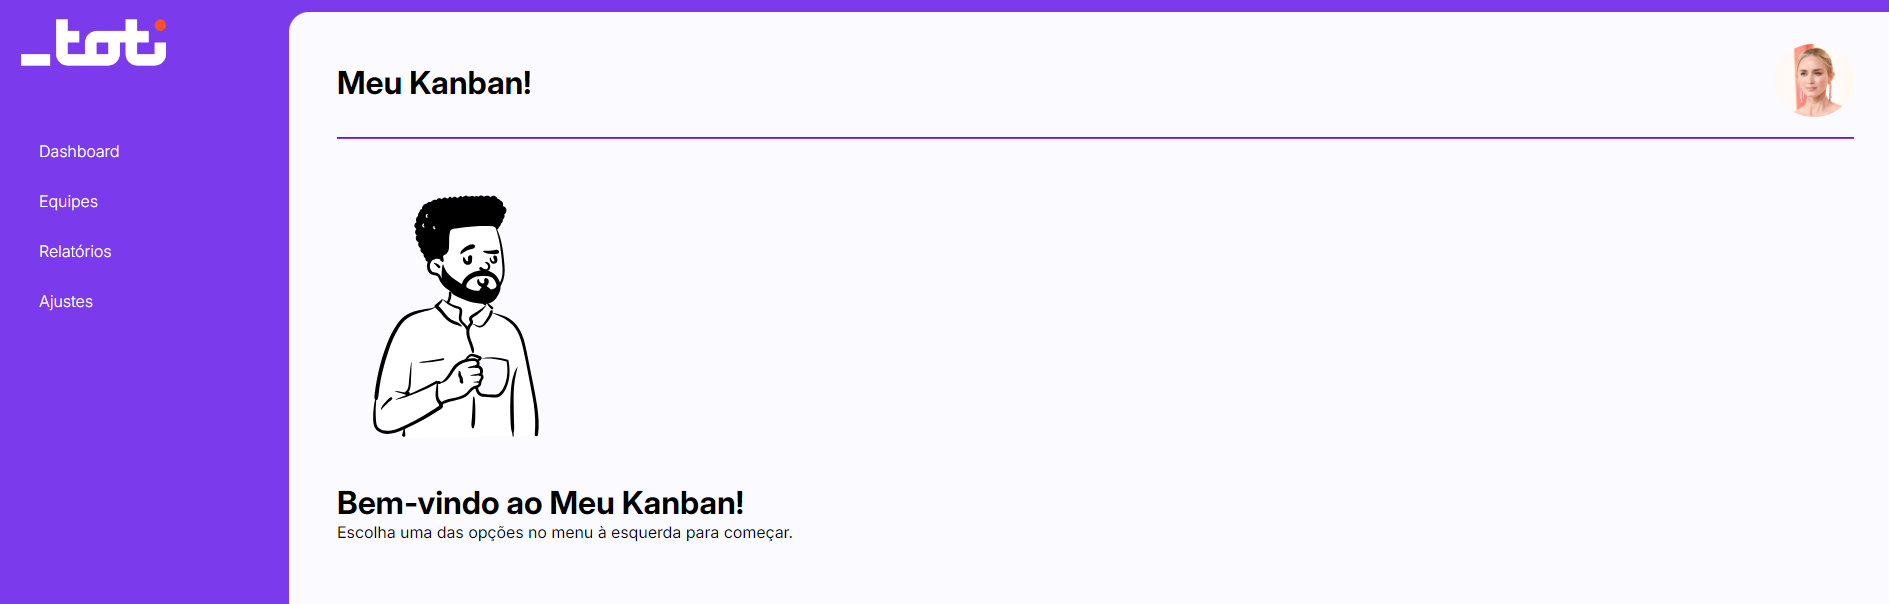 _toti
Meu Kanban!
Dashboard
Equipes
Relatórios
Ajustes
Bem-vindo ao Meu Kanban!
Escolha uma das opções no menu à esquerda para começar.